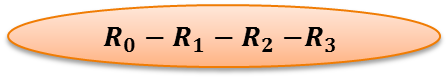 R₀ − R₁ − R₂ −R₃